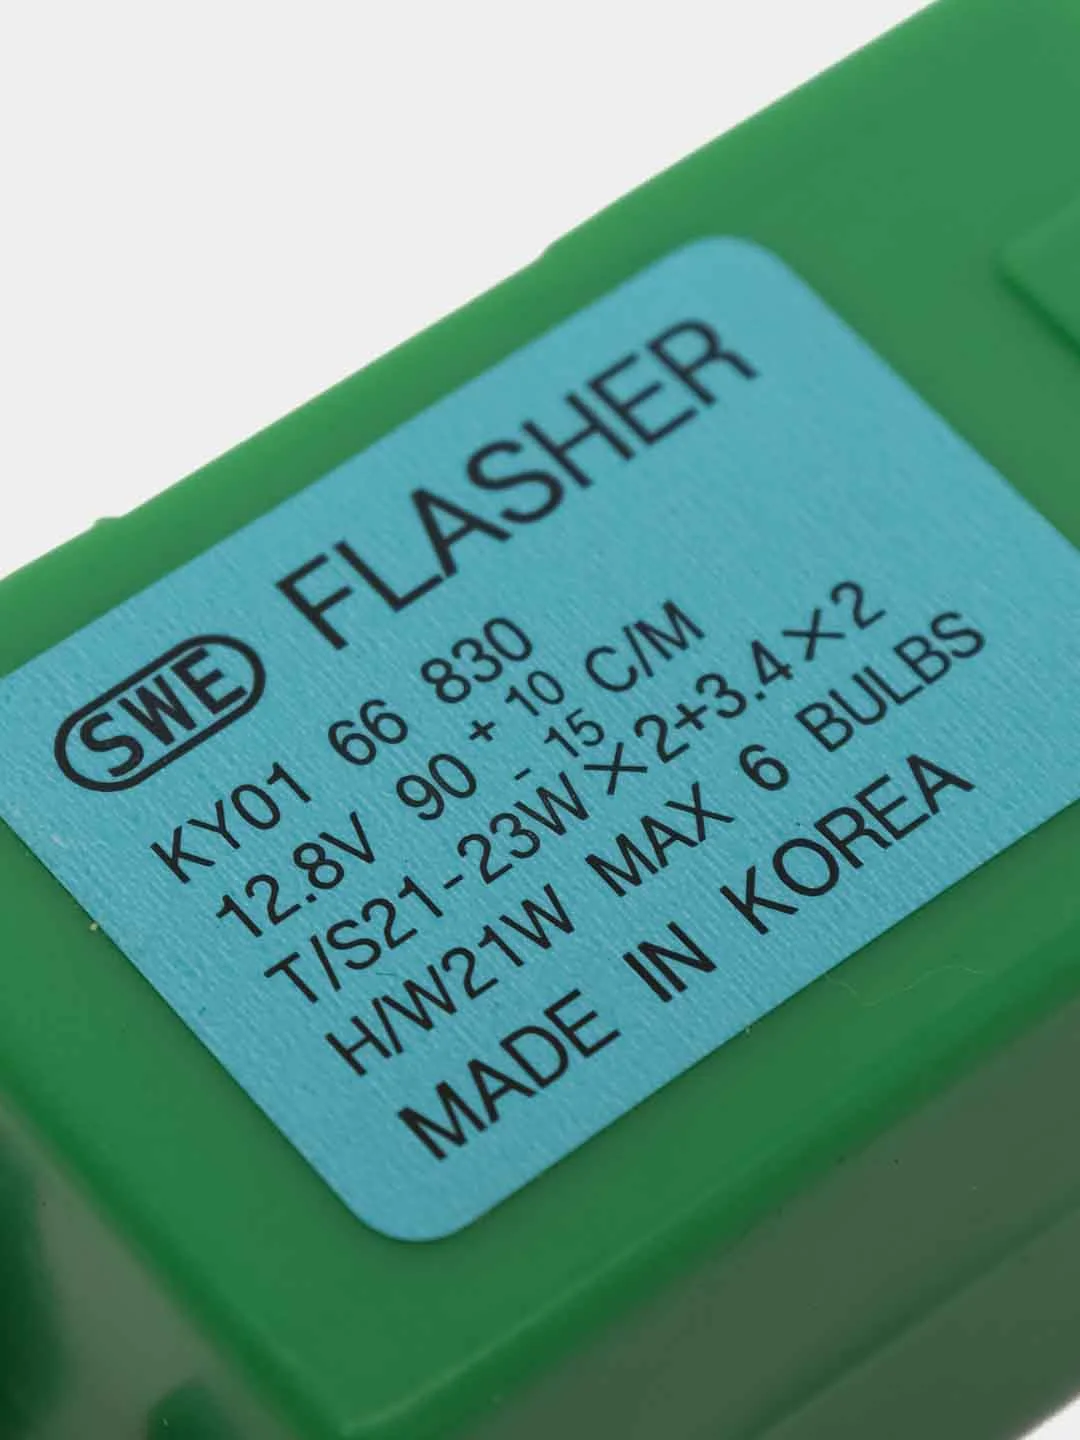 SWE FLASHER
KY01 66 830
12.8V 90 + 10 - 15 C/M
T/S21-23W×2+3.4×2
H/W21W MAX 6 BULBS
MADE IN KOREA